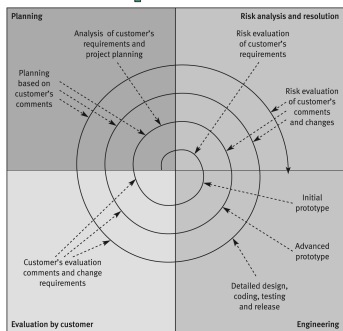 Planning
Risk analysis and resolution
Analysis of customer's
requirements and
project planning
Risk evaluation
of customer's
requirements
Planning
based on
customer's
comments
Risk evaluation
of customer's
comments
and changes
Initial
prototype
Advanced
prototype
Customer's evaluation
comments and change
requirements
Detailed design,
coding, testing
and release
Evaluation by customer
Engineering